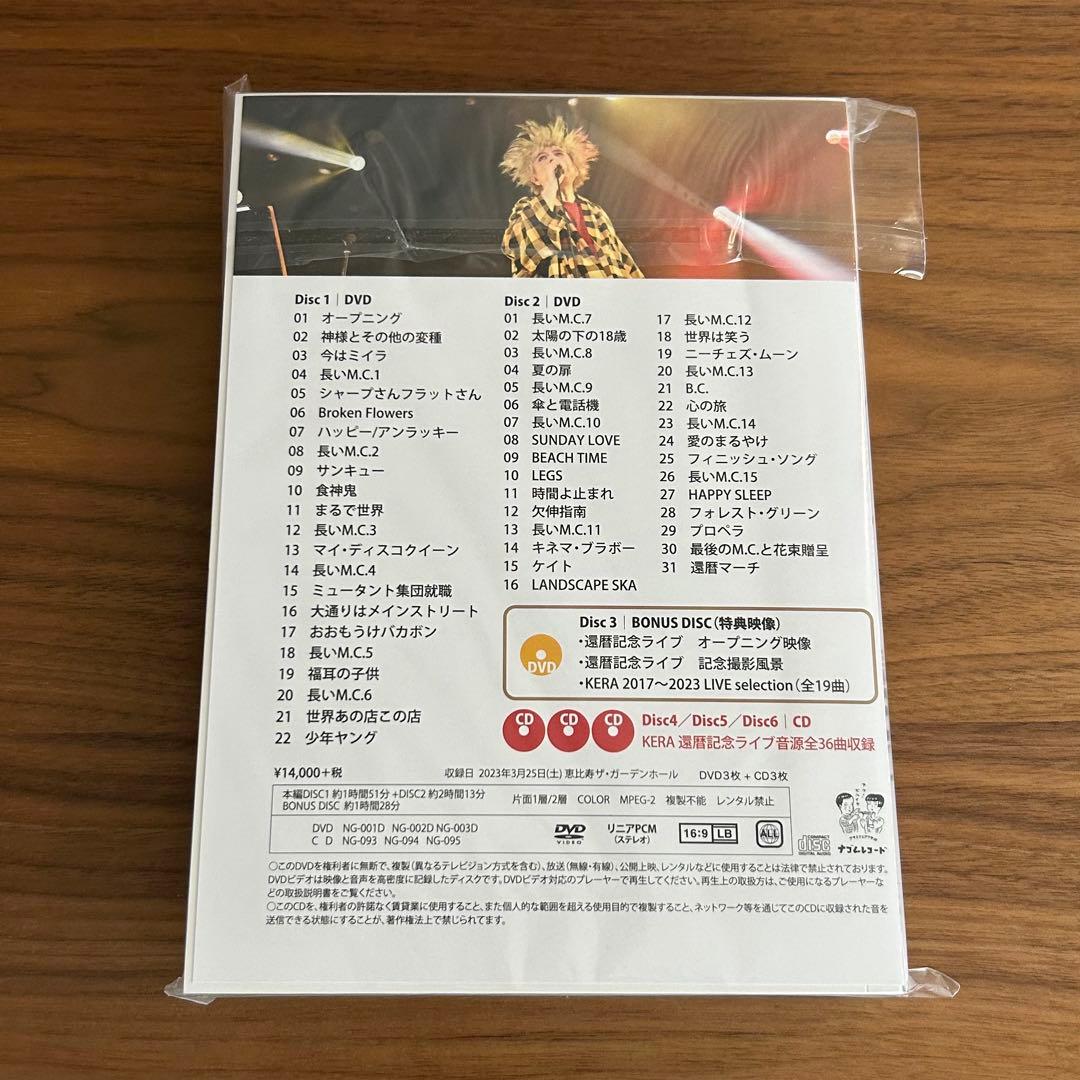 Disc 1｜DVD
01 オープニング
02 神様とその他の変種
03 今はミイラ
04 長いM.C.1
05 シャープさんフラットさん
06 Broken Flowers
07 ハッピー/アンラッキー
08 長いM.C.2
09 サンキュー
10 食神鬼
11 まるで世界
12 長いM.C.3
13 マイ・ディスコクイーン
14 長いM.C.4
15 ミュータント集団就職
16 大通りはメインストリート
17 おおもうけバカボン
18 長いM.C.5
19 福耳の子供
20 長いM.C.6
21 世界あの店この店
22 少年ヤング
Disc 2｜DVD
01 長いM.C.7
02 太陽の下の18歳
03 長いM.C.8
04 夏の扉
05 長いM.C.9
06 傘と電話機
07 長いM.C.10
08 SUNDAY LOVE
09 BEACH TIME
10 LEGS
11 時間よ止まれ
12 欠伸指南
13 長いM.C.11
14 キネマ・ブラボー
15 ケイト
16 LANDSCAPE SKA
17 長いM.C.12
18 世界は笑う
19 ニーチェズ・ムーン
20 長いM.C.13
21 B.C.
22 心の旅
23 長いM.C.14
24 愛のまるやけ
25 フィニッシュ・ソング
26 長いM.C.15
27 HAPPY SLEEP
28 フォレスト・グリーン
29 プロペラ
30 最後のM.C.と花束贈呈
31 還暦マーチ
DVD
Disc 3｜BONUS DISC（特典映像）
・還暦記念ライブ オープニング映像
・還暦記念ライブ 記念撮影風景
・KERA 2017〜2023 LIVE selection（全19曲）
CD CD CD
Disc4／Disc5／Disc6｜CD
KERA 還暦記念ライブ音源全36曲収録
¥14,000+税 収録日 2023年3月25日(土) 恵比寿ザ・ガーデンホール DVD3枚 + CD3枚
本編DISC1 約1時間51分 +DISC2 約2時間13分
BONUS DISC 約1時間28分
片面1層/2層 COLOR MPEG-2 複製不能 レンタル禁止
DVD NG-001D NG-002D NG-003D
C D NG-093 NG-094 NG-095
DVD VIDEO
リニアPCM
（ステレオ）
16:9 LB
ALL
COMPACT disc DIGITAL AUDIO
ナゴムレコード
○このDVDを権利者に無断で、複製（異なるテレビジョン方式を含む）、放送（無線・有線）、公開上映、レンタルなどに使用することは法律で禁止されております。
DVDビデオは映像と音声を高密度に記録したディスクです。DVDビデオ対応のプレーヤーで再生してください。再生上の取扱方は、ご使用になるプレーヤーな
どの取扱説明書をご覧ください。
○このCDを、権利者の許諾なく賃貸業に使用すること、また個人的な範囲を超える使用目的で複製すること、ネットワーク等を通じてこのCDに収録された音を
送信できる状態にすることが、著作権法上で禁じられてます。